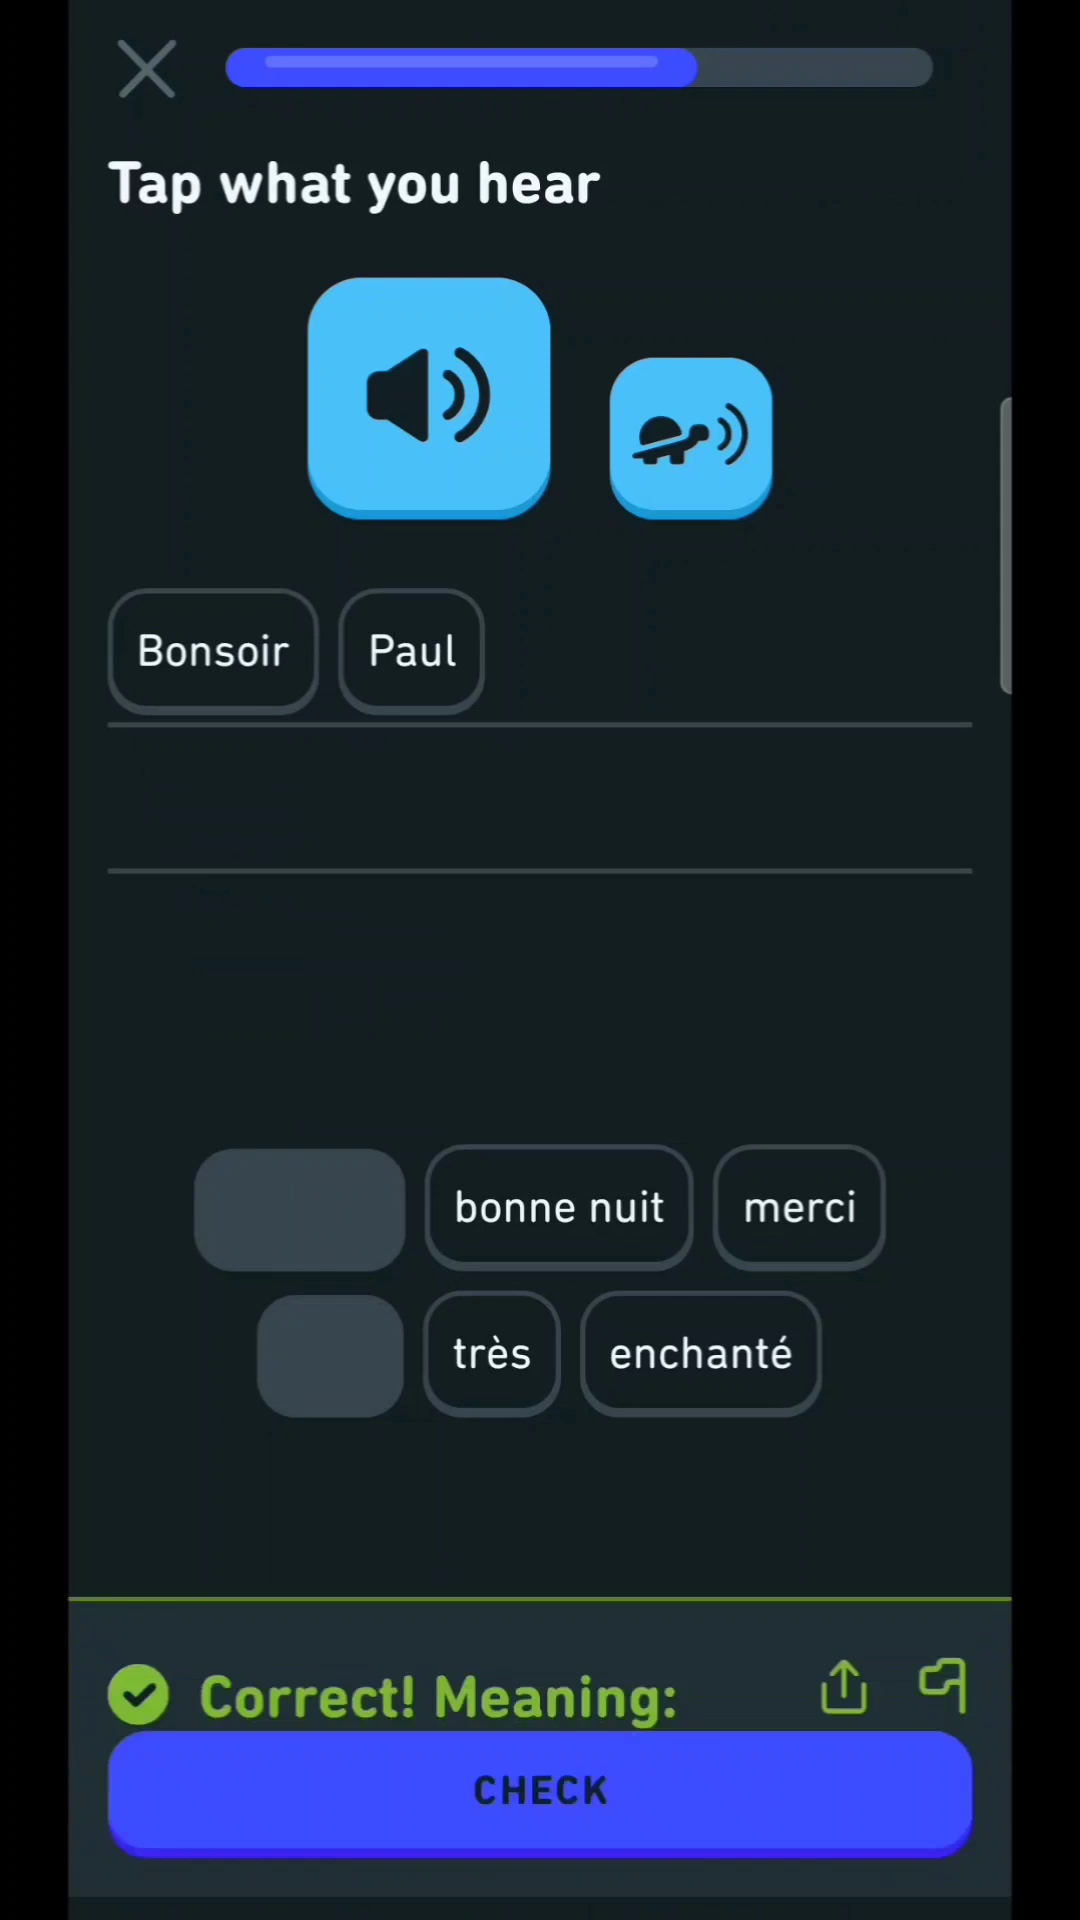 Tap what you hear
Bonsoir Paul
bonne nuit merci
très enchanté
Correct! Meaning:
CHECK